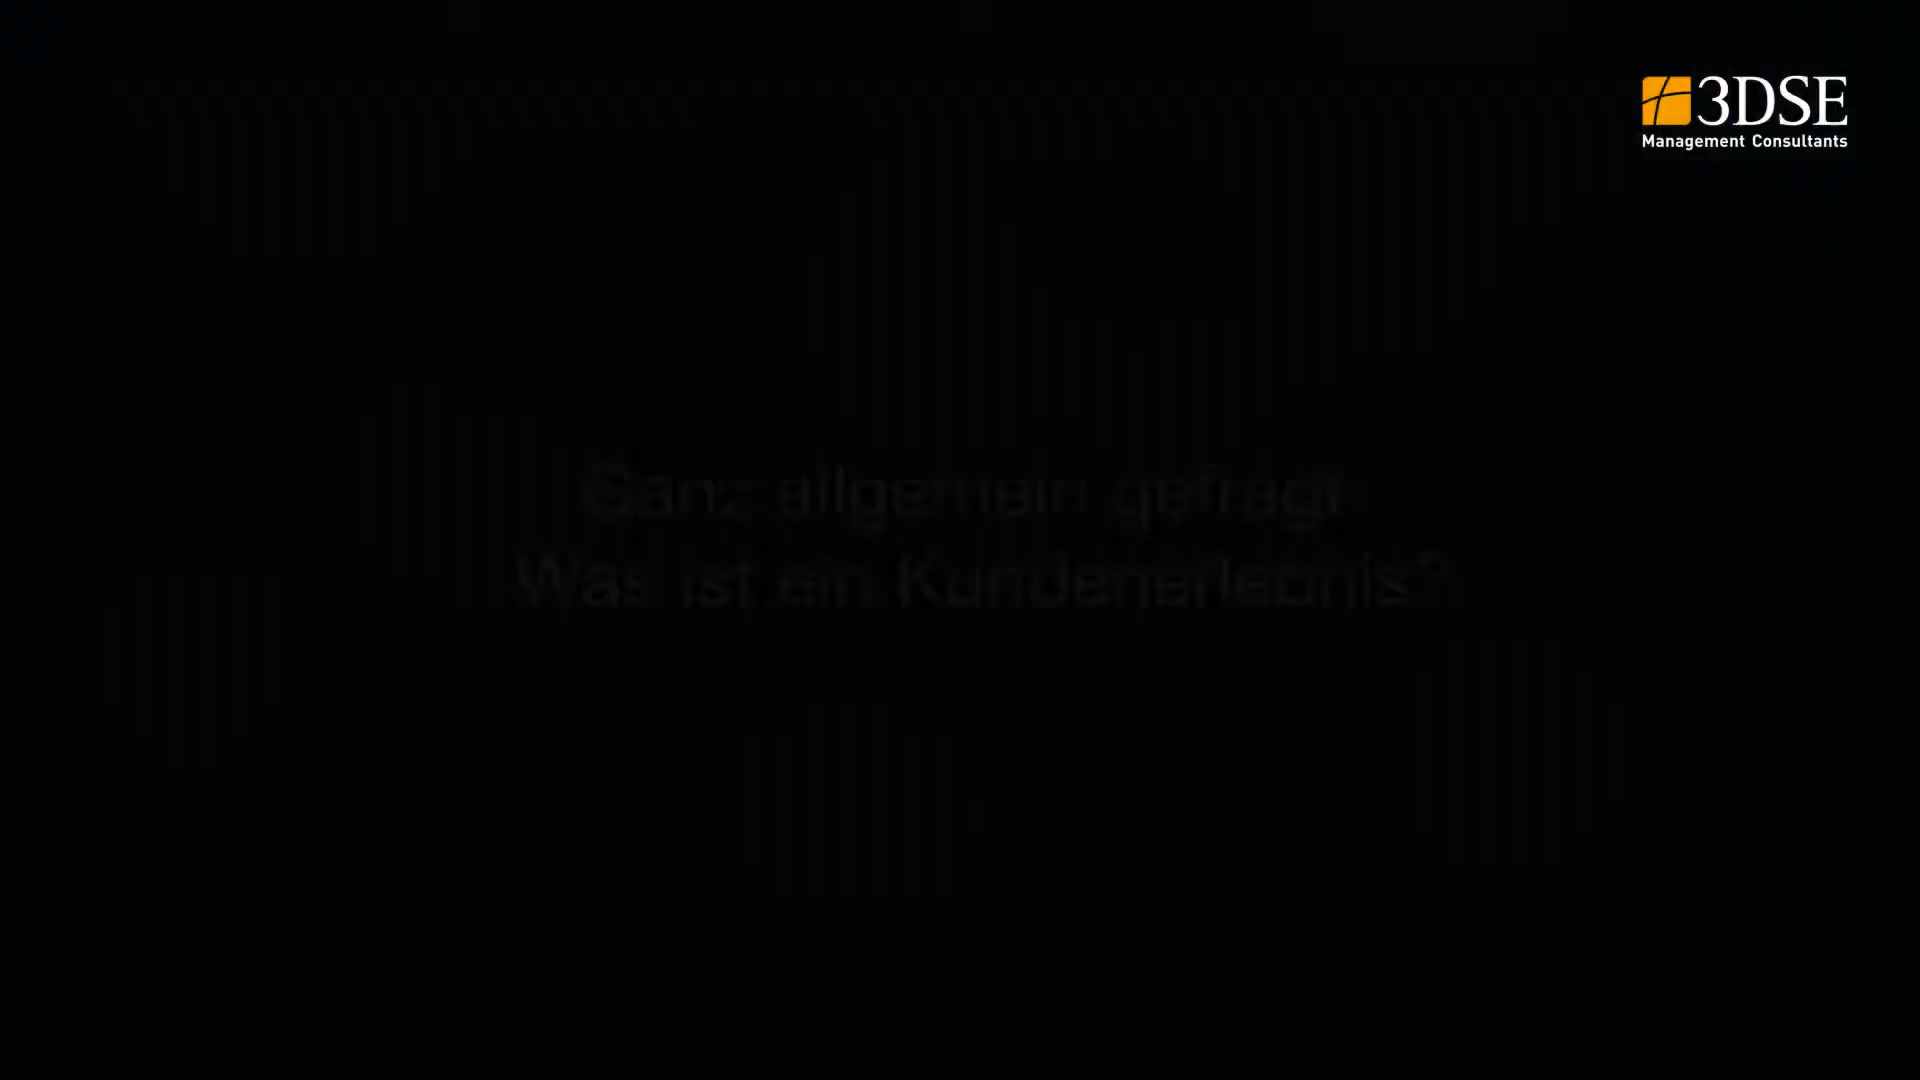 3DSE
Management Consultants
Ganz allgemein gefragt
Was ist ein Kundenerlebnis?